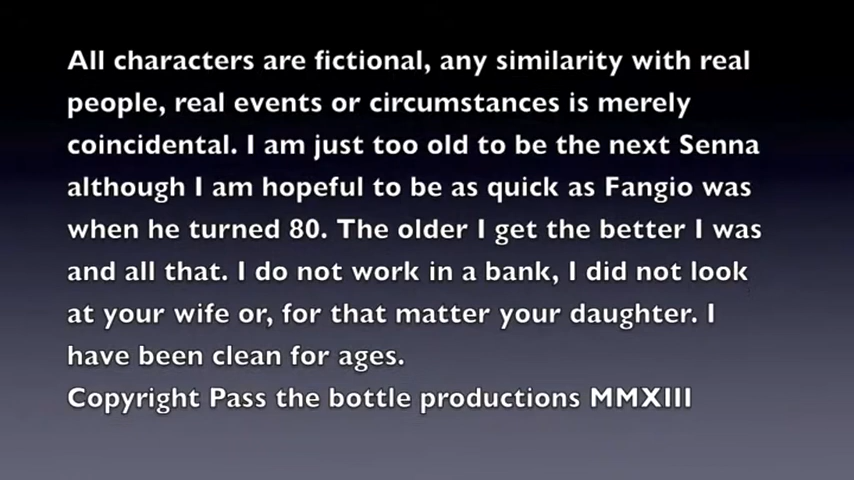 All characters are fictional, any similarity with real
people, real events or circumstances is merely
coincidental. I am just too old to be the next Senna
although I am hopeful to be as quick as Fangio was
when he turned 80. The older I get the better I was
and all that. I do not work in a bank, I did not look
at your wife or, for that matter your daughter. I
have been clean for ages.
Copyright Pass the bottle productions MMXIII